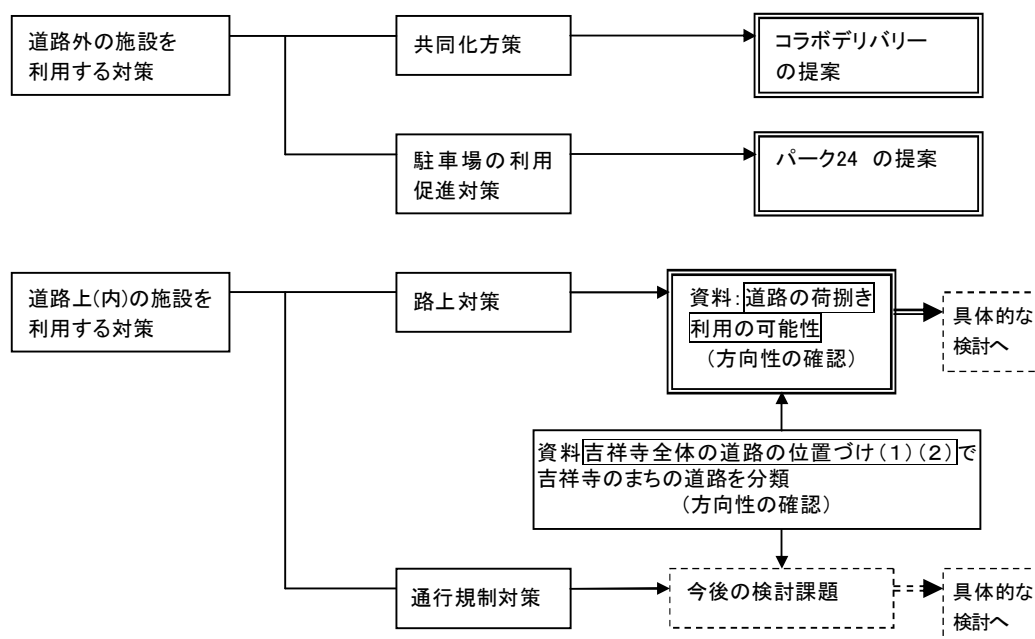 道路外の施設を
利用する対策
共同化方策
コラボデリバリー
の提案
駐車場の利用
促進対策
パーク24 の提案
道路上(内)の施設を
利用する対策
路上対策
資料:道路の荷捌き
利用の可能性
(方向性の確認)
具体的な
検討へ
資料吉祥寺全体の道路の位置づけ(1)(2)で
吉祥寺のまちの道路を分類
(方向性の確認)
通行規制対策
今後の検討課題
具体的な
検討へ